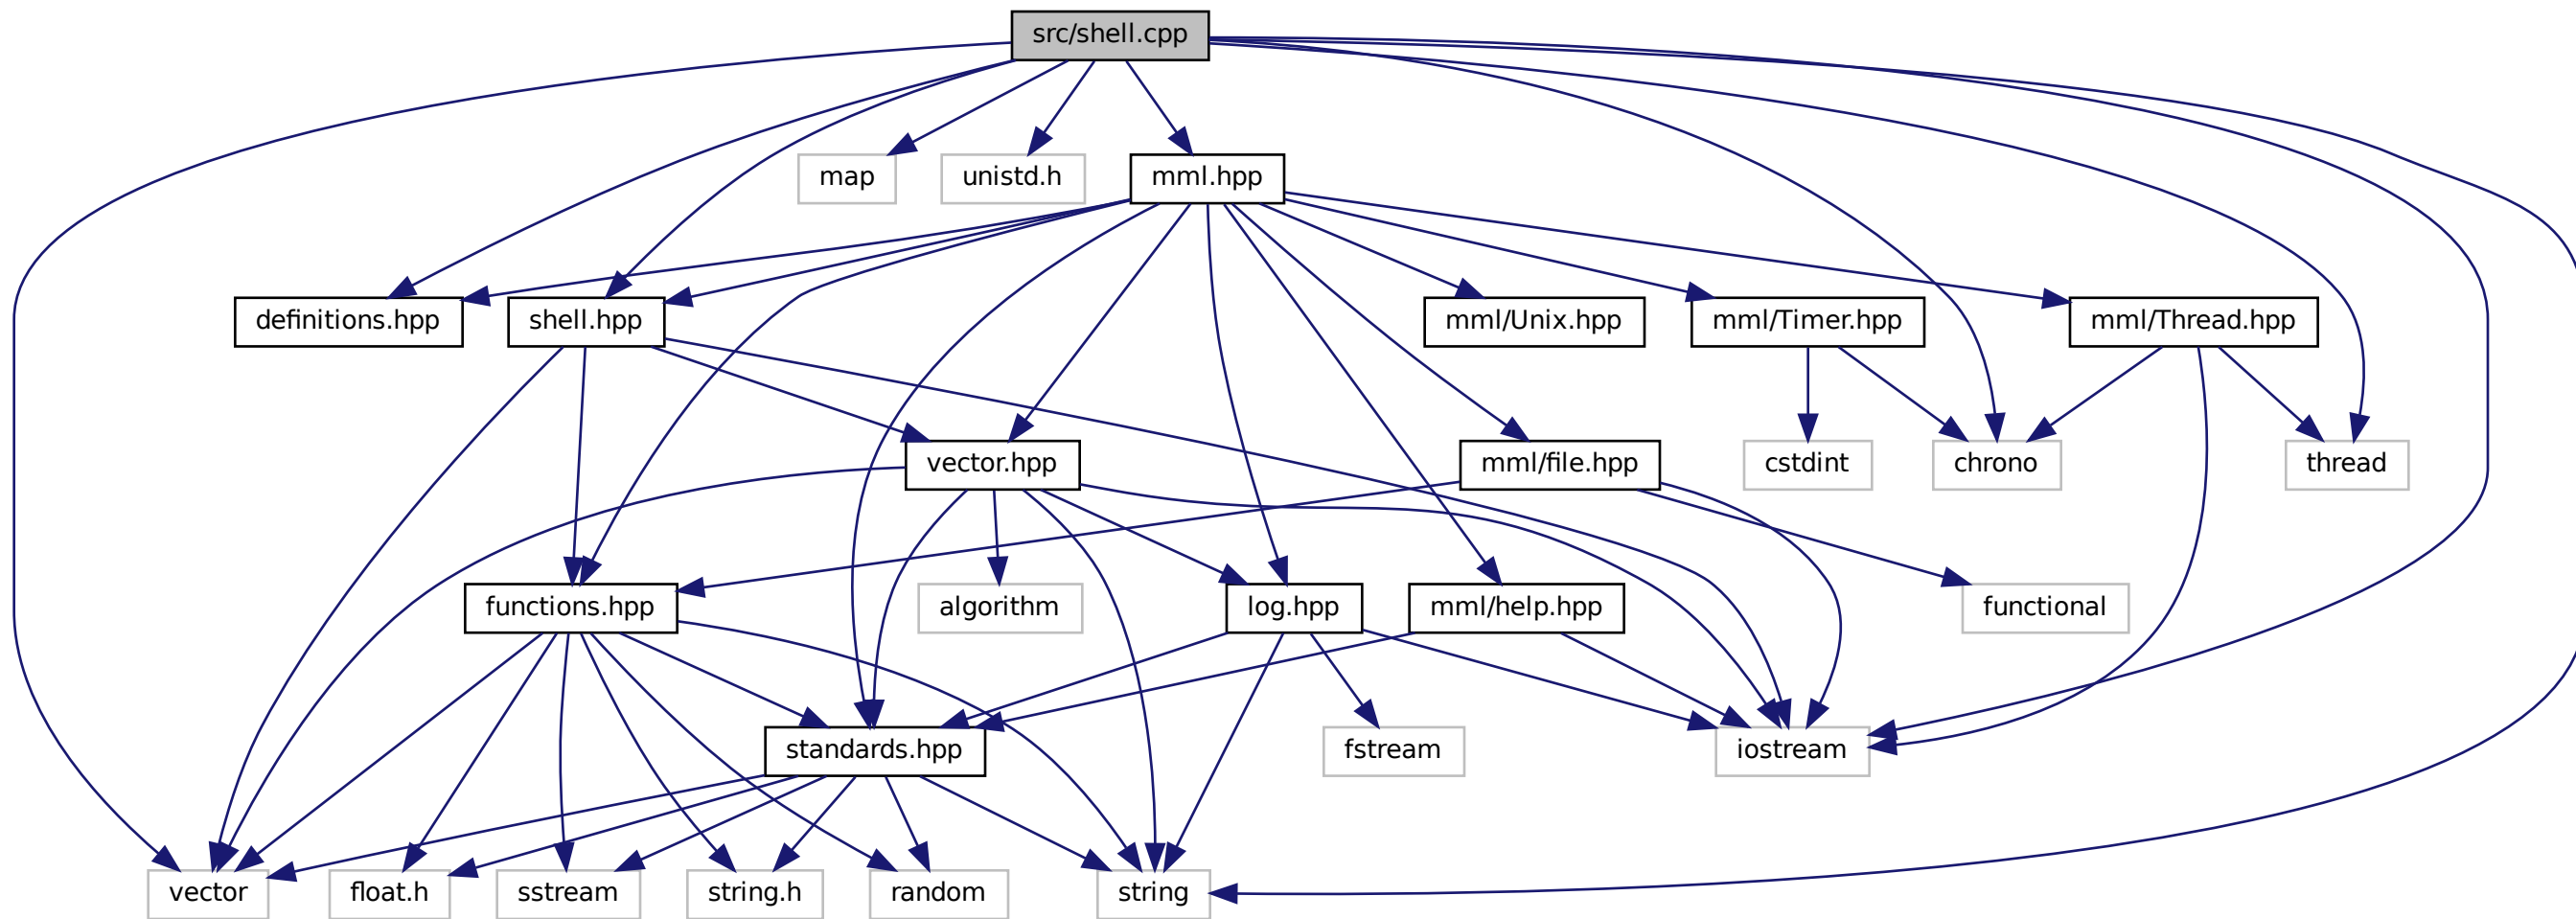 src/shell.cpp
map
unistd.h
mml.hpp
definitions.hpp
shell.hpp
mml/Unix.hpp
mml/Timer.hpp
mml/Thread.hpp
vector.hpp
mml/file.hpp
cstdint
chrono
thread
functions.hpp
algorithm
log.hpp
mml/help.hpp
functional
standards.hpp
fstream
iostream
vector
float.h
sstream
string.h
random
string